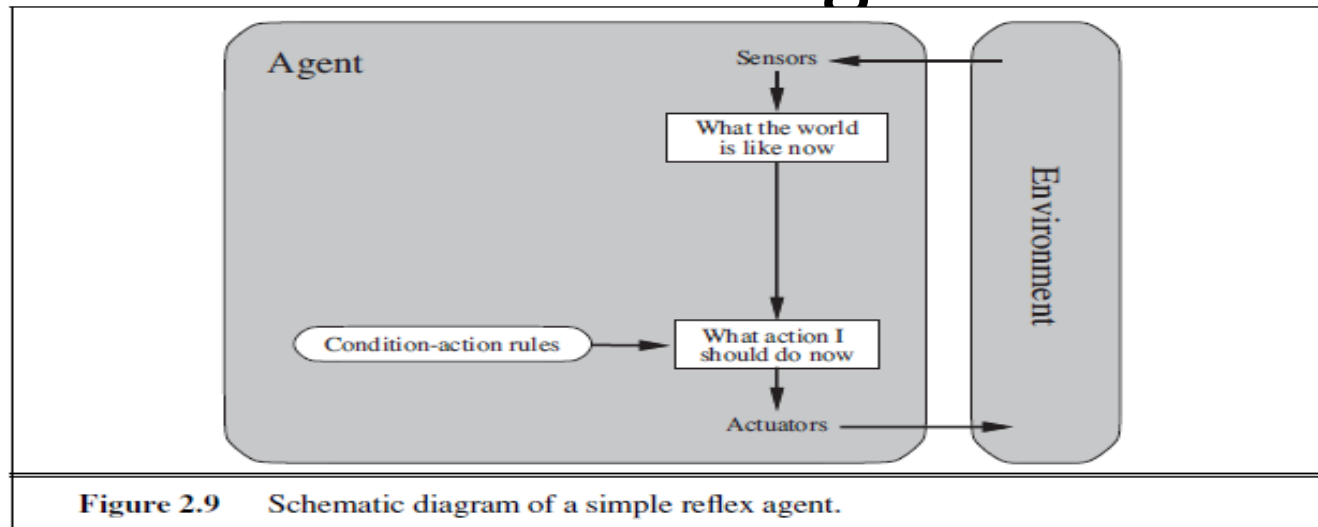 Agent
Sensors
What the world
is like now
Environment
Condition-action rules
What action I
should do now
Actuators
Figure 2.9 Schematic diagram of a simple reflex agent.